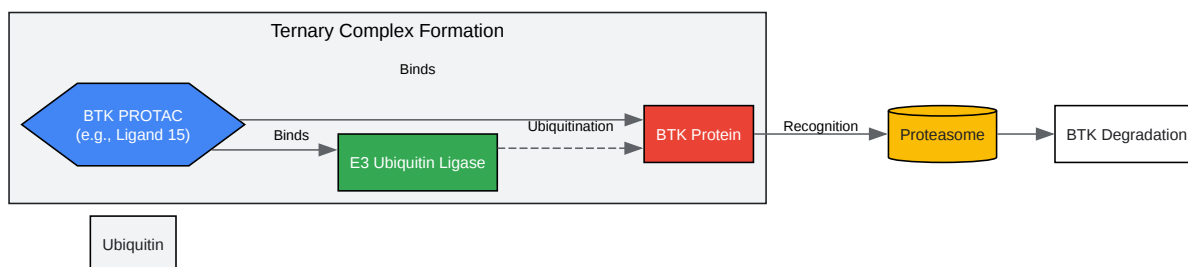 Ternary Complex Formation
Binds
BTK PROTAC
(e.g., Ligand 15)
Binds
Ubiquitination
E3 Ubiquitin Ligase
BTK Protein
Recognition
Proteasome
BTK Degradation
Ubiquitin